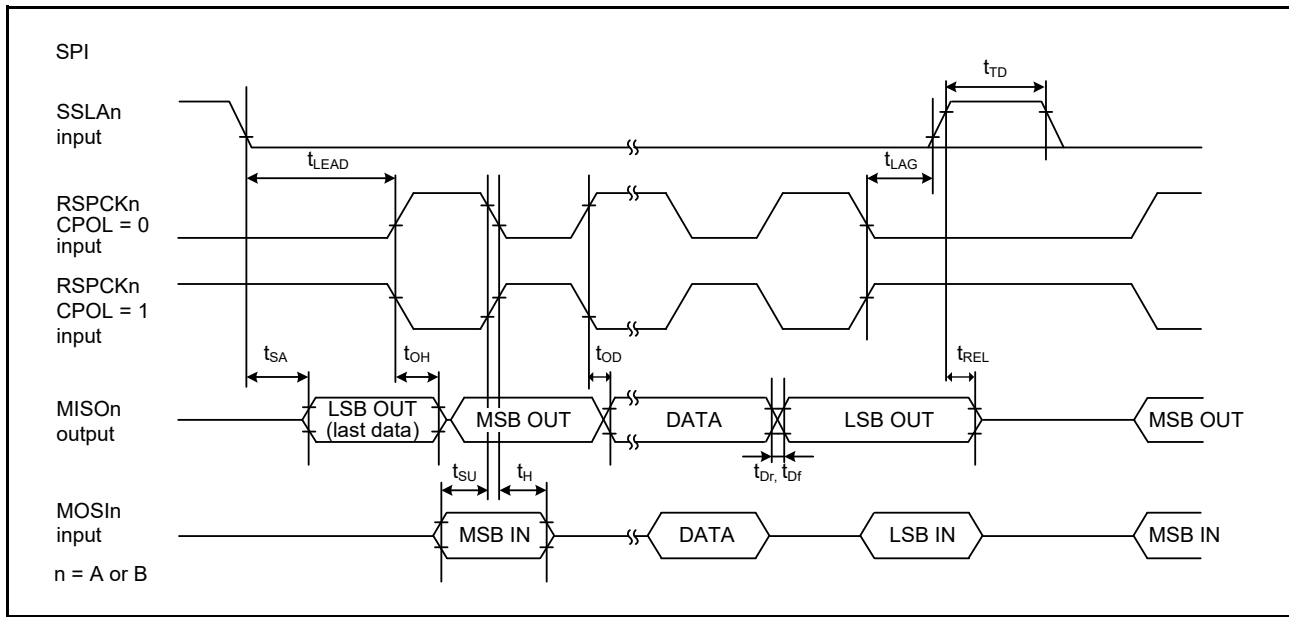 SPI
tTD
SSLAn
input
tLEAD
tLAG
RSPCKn
CPOL = 0
input
RSPCKn
CPOL = 1
input
tSA
tOH
tOD
tREL
MISOn
output
LSB OUT
(last data)
MSB OUT
DATA
LSB OUT
MSB OUT
tSU
tH
tDr, tDf
MOSIn
input
MSB IN
DATA
LSB IN
MSB IN
n = A or B